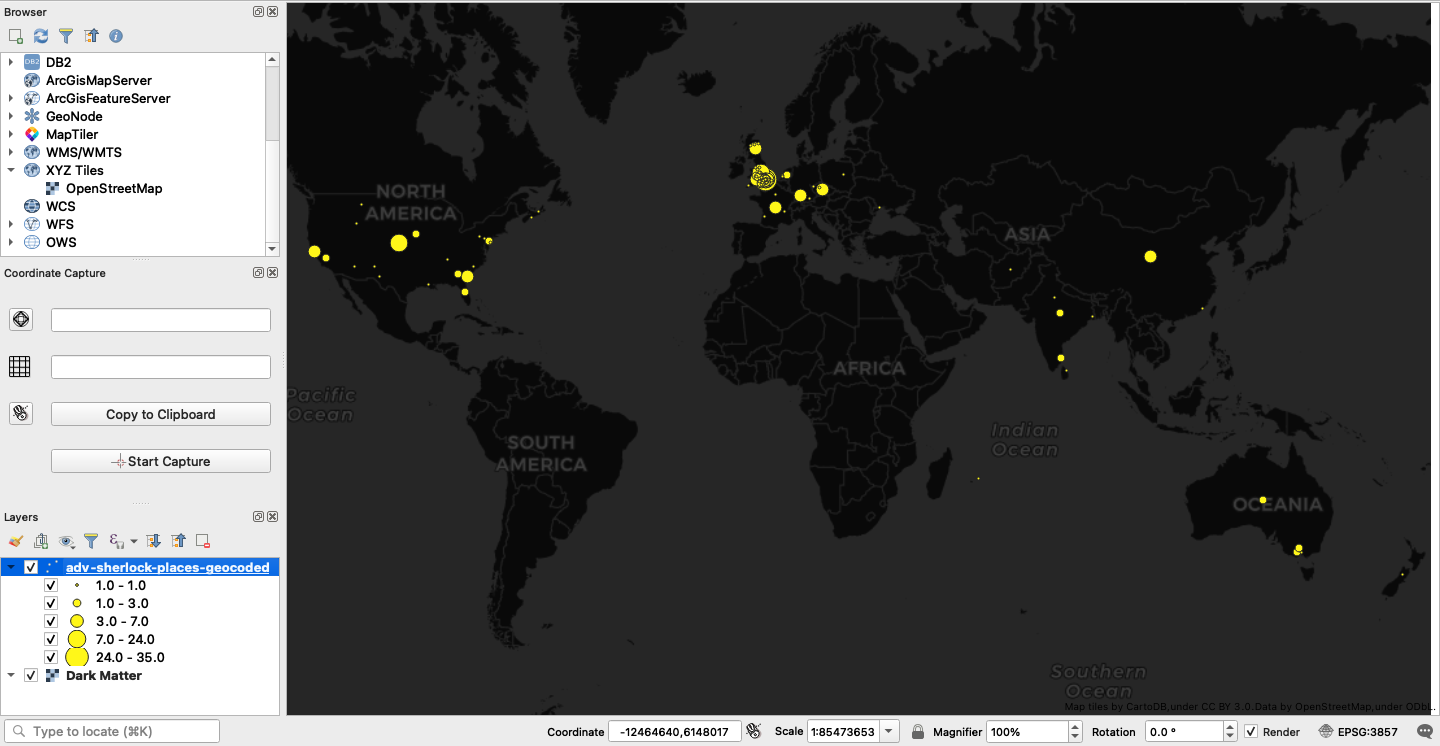 Browser
DB2
DB2
ArcGisMapServer
ArcGisFeatureServer
GeoNode
MapTiler
WMS/WMTS
XYZ Tiles
OpenStreetMap
WCS
WFS
OWS
Coordinate Capture
Copy to Clipboard
Start Capture
Layers
adv-sherlock-places-geocoded
1.0 - 1.0
1.0 - 3.0
3.0 - 7.0
7.0 - 24.0
24.0 - 35.0
Dark Matter
NORTH
AMERICA
ASIA
AFRICA
Pacific
Ocean
SOUTH
AMERICA
Indian
Ocean
OCEANIA
Southern
Ocean
Map tiles by CartoDB,under CC BY 3.0.Data by OpenStreetMap,under ODbL.
Type to locate (⌘K)
Coordinate
-12464640,6148017
Scale
1:85473653
Magnifier
100%
Rotation
0.0 °
Render
EPSG:3857